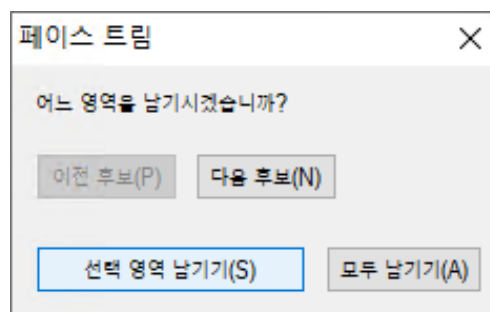 페이스 트림
어느 영역을 남기시겠습니까?
이전 후보(P) 다음 후보(N)
선택 영역 남기기(S) 모두 남기기(A)